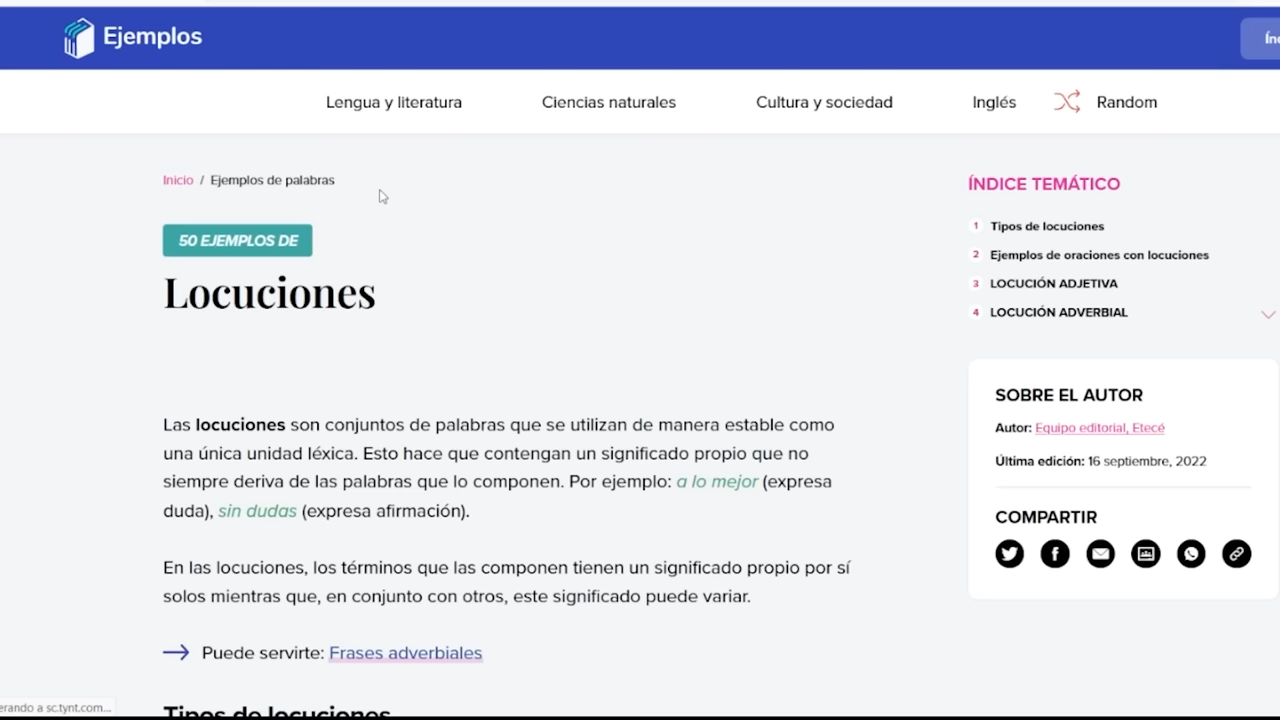 Ejemplos
Lengua y literatura
Ciencias naturales
Cultura y sociedad
Inglés
Random
Inicio / Ejemplos de palabras
50 EJEMPLOS DE
Locuciones
Las locuciones son conjuntos de palabras que se utilizan de manera estable como
una única unidad léxica. Esto hace que contengan un significado propio que no
siempre deriva de las palabras que lo componen. Por ejemplo: a lo mejor (expresa
duda), sin dudas (expresa afirmación).
En las locuciones, los términos que las componen tienen un significado propio por sí
solos mientras que, en conjunto con otros, este significado puede variar.
Puede servirte: Frases adverbiales
Tipos de locuciones
ÍNDICE TEMÁTICO
1 Tipos de locuciones
2 Ejemplos de oraciones con locuciones
3 LOCUCIÓN ADJETIVA
4 LOCUCIÓN ADVERBIAL
SOBRE EL AUTOR
Autor: Equipo editorial, Etecé
Última edición: 16 septiembre, 2022
COMPARTIR
erando a sc.tynt.com...